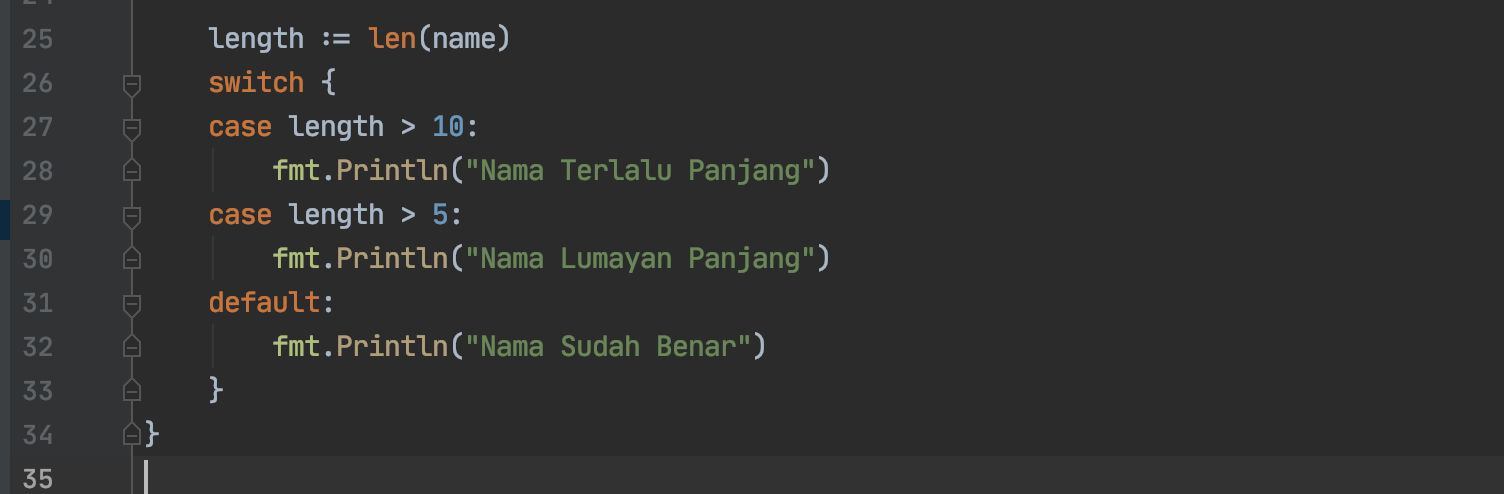 25 length := len(name)
26 switch {
27 case length > 10:
28 fmt.Println("Nama Terlalu Panjang")
29 case length > 5:
30 fmt.Println("Nama Lumayan Panjang")
31 default:
32 fmt.Println("Nama Sudah Benar")
33 }
34 }
35